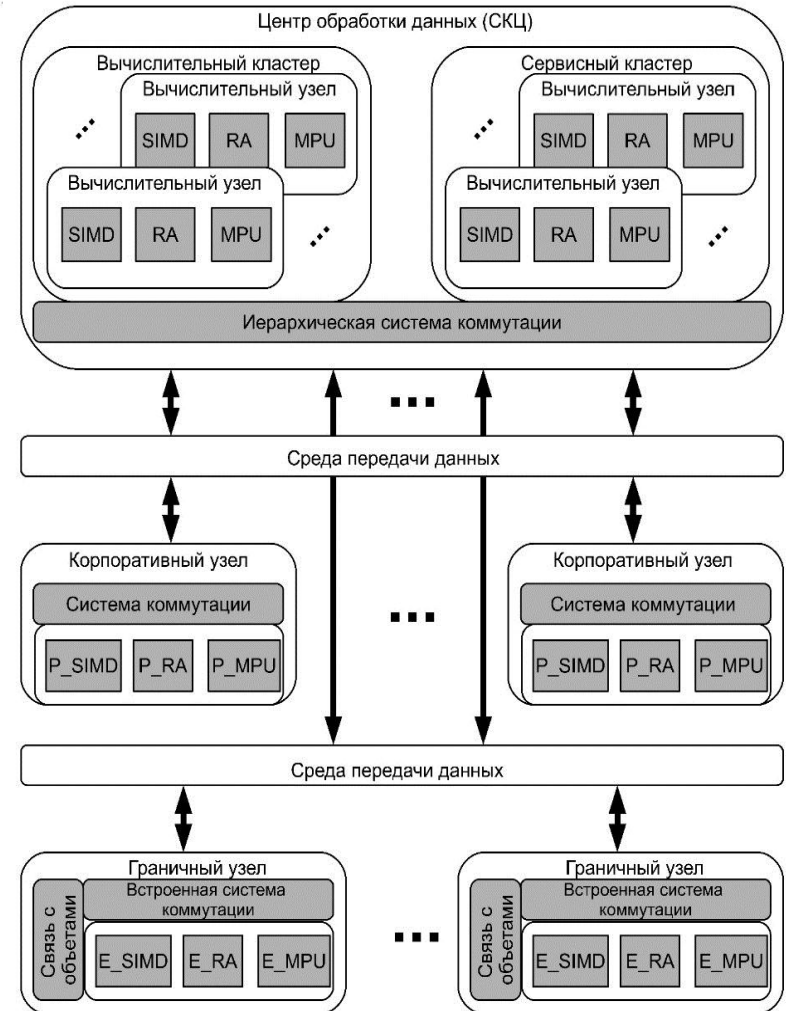 Центр обработки данных (СКЦ)
Вычислительный кластер
Вычислительный узел
SIMD RA MPU
Вычислительный узел
SIMD RA MPU
Сервисный кластер
Вычислительный узел
SIMD RA MPU
Вычислительный узел
SIMD RA MPU
Иерархическая система коммутации
Среда передачи данных
Корпоративный узел
Система коммутации
P_SIMD P_RA P_MPU
Корпоративный узел
Система коммутации
P_SIMD P_RA P_MPU
Среда передачи данных
Граничный узел
Связь с
объетами
Встроенная система
коммутации
E_SIMD E_RA E_MPU
Граничный узел
Связь с
объетами
Встроенная система
коммутации
E_SIMD E_RA E_MPU